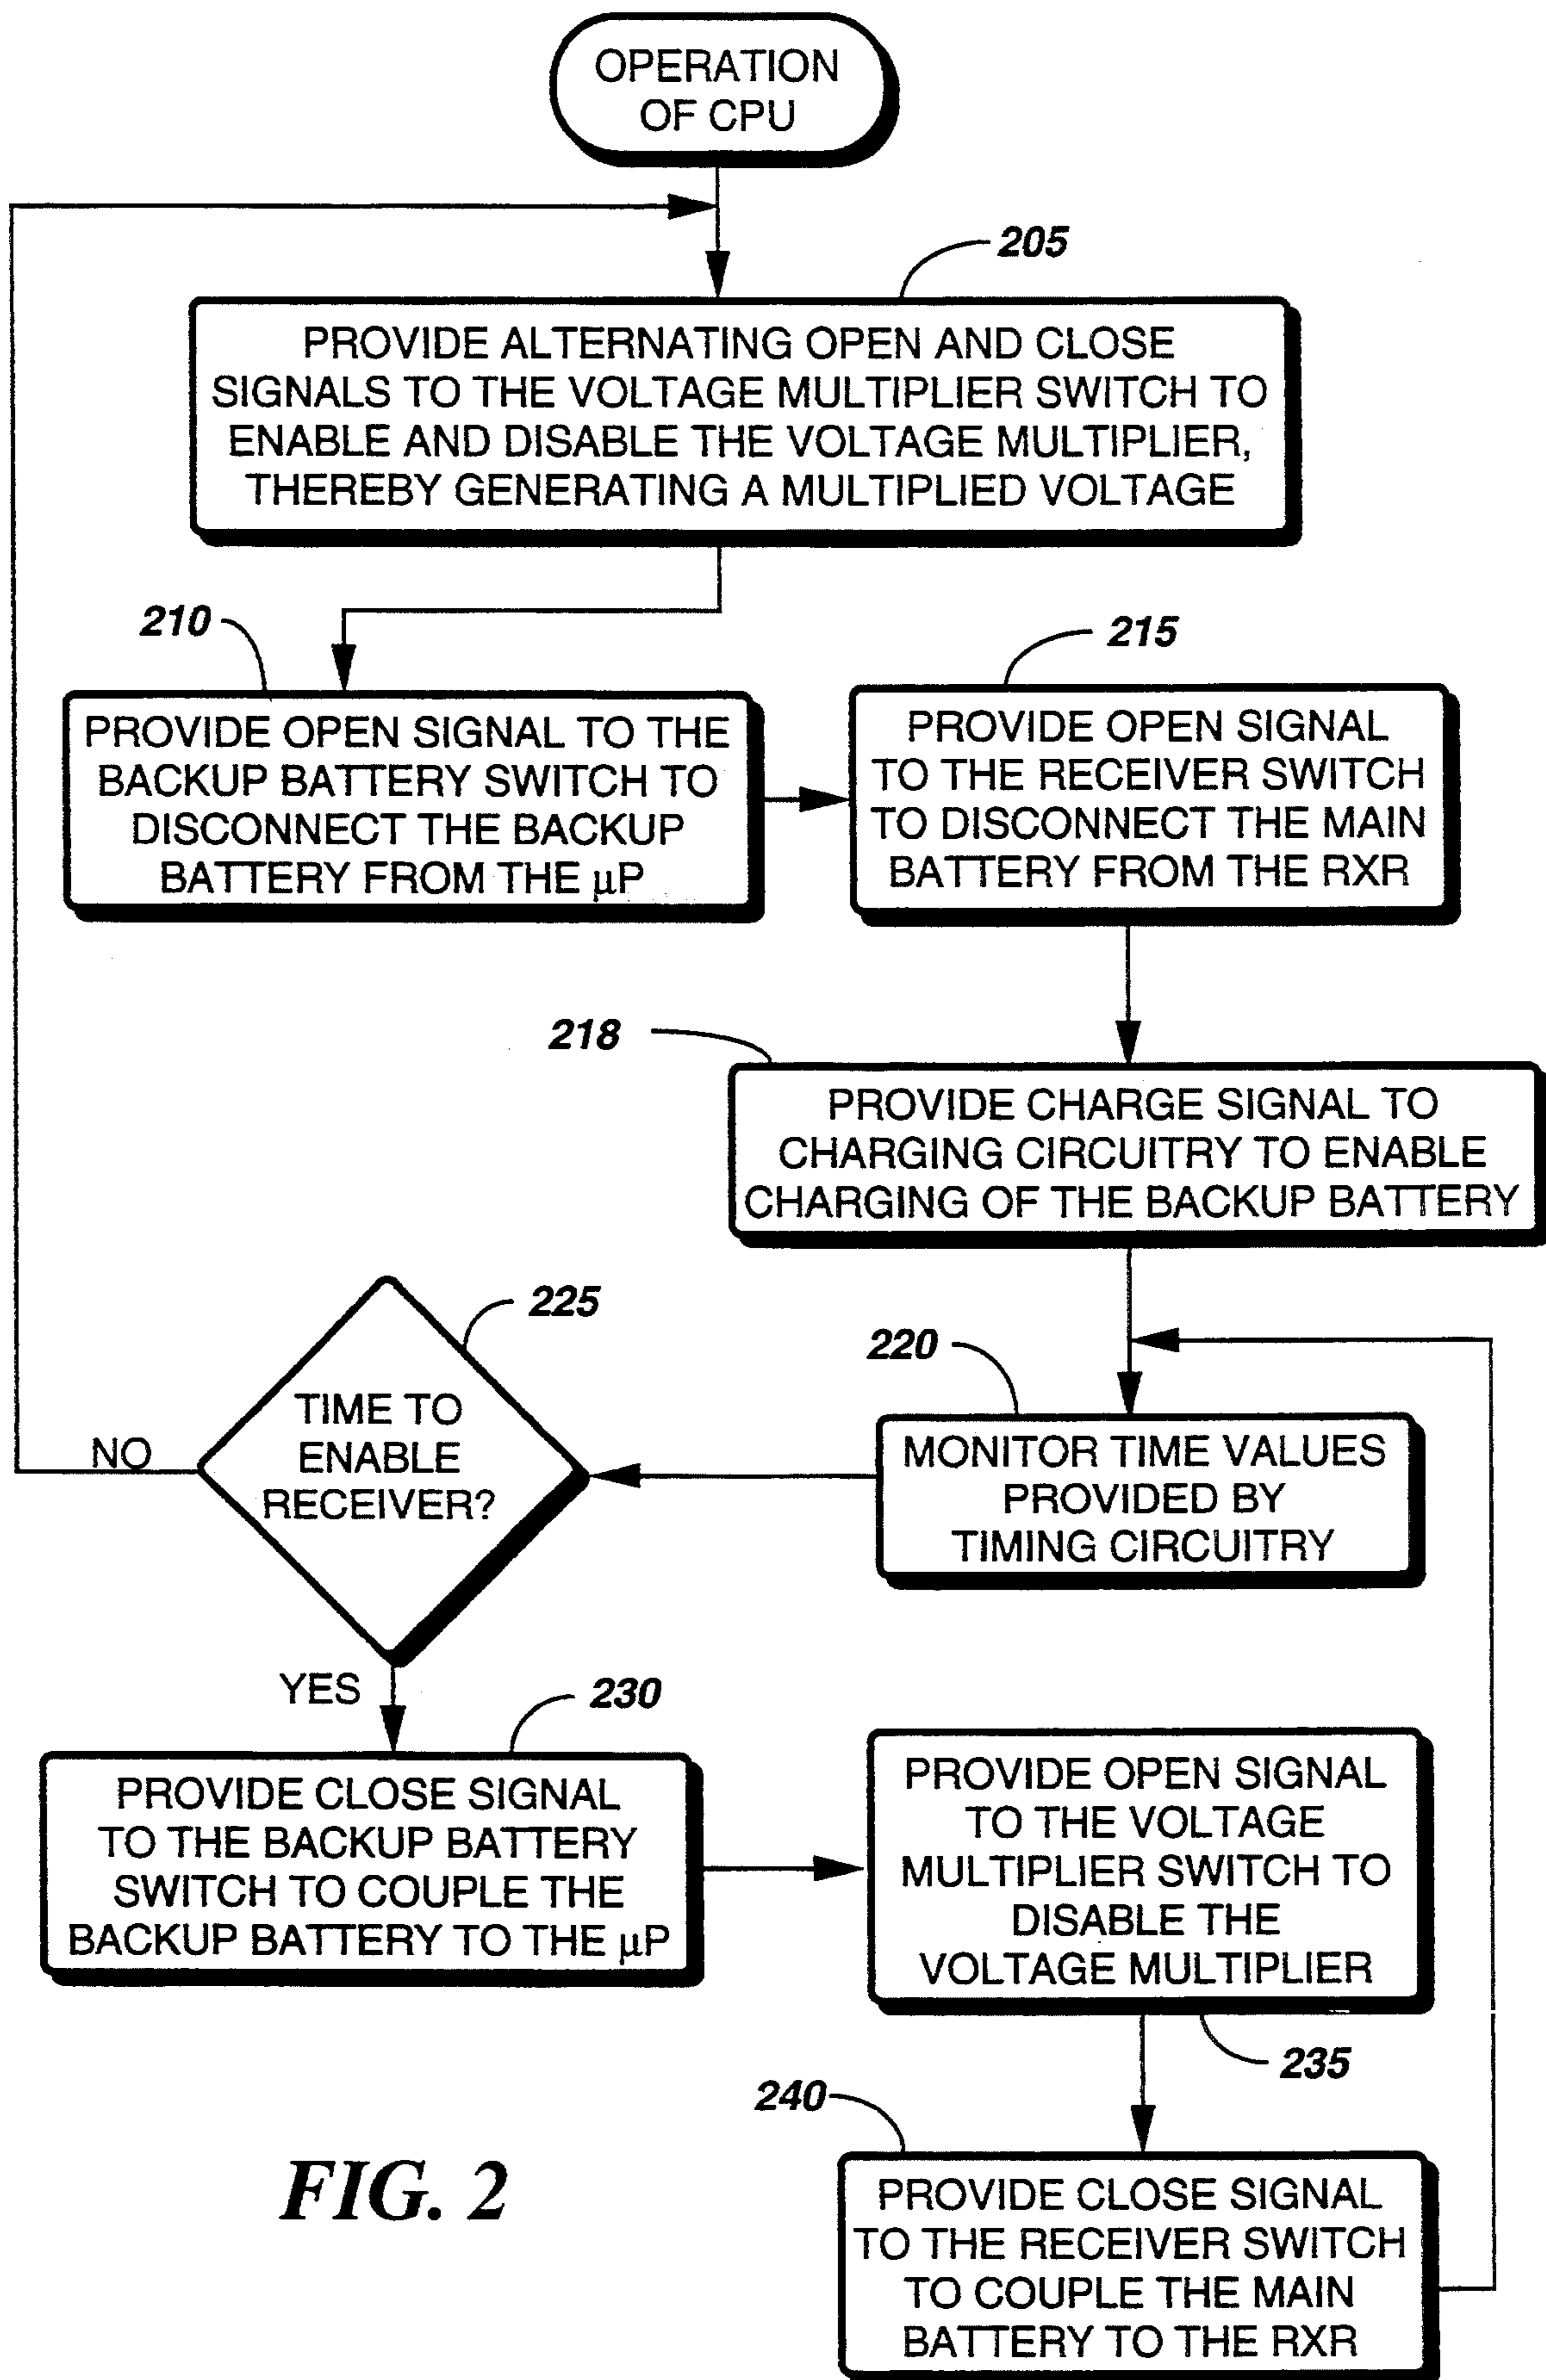 OPERATION
OF CPU
205
PROVIDE ALTERNATING OPEN AND CLOSE
SIGNALS TO THE VOLTAGE MULTIPLIER SWITCH TO
ENABLE AND DISABLE THE VOLTAGE MULTIPLIER,
THEREBY GENERATING A MULTIPLIED VOLTAGE
210
PROVIDE OPEN SIGNAL TO THE
BACKUP BATTERY SWITCH TO
DISCONNECT THE BACKUP
BATTERY FROM THE µP
215
PROVIDE OPEN SIGNAL
TO THE RECEIVER SWITCH
TO DISCONNECT THE MAIN
BATTERY FROM THE RXR
218
PROVIDE CHARGE SIGNAL TO
CHARGING CIRCUITRY TO ENABLE
CHARGING OF THE BACKUP BATTERY
220
MONITOR TIME VALUES
PROVIDED BY
TIMING CIRCUITRY
225
TIME TO
ENABLE
RECEIVER?
NO
YES
230
PROVIDE CLOSE SIGNAL
TO THE BACKUP BATTERY
SWITCH TO COUPLE THE
BACKUP BATTERY TO THE µP
PROVIDE OPEN SIGNAL
TO THE VOLTAGE
MULTIPLIER SWITCH TO
DISABLE THE
VOLTAGE MULTIPLIER
235
240
PROVIDE CLOSE SIGNAL
TO THE RECEIVER SWITCH
TO COUPLE THE MAIN
BATTERY TO THE RXR
FIG. 2